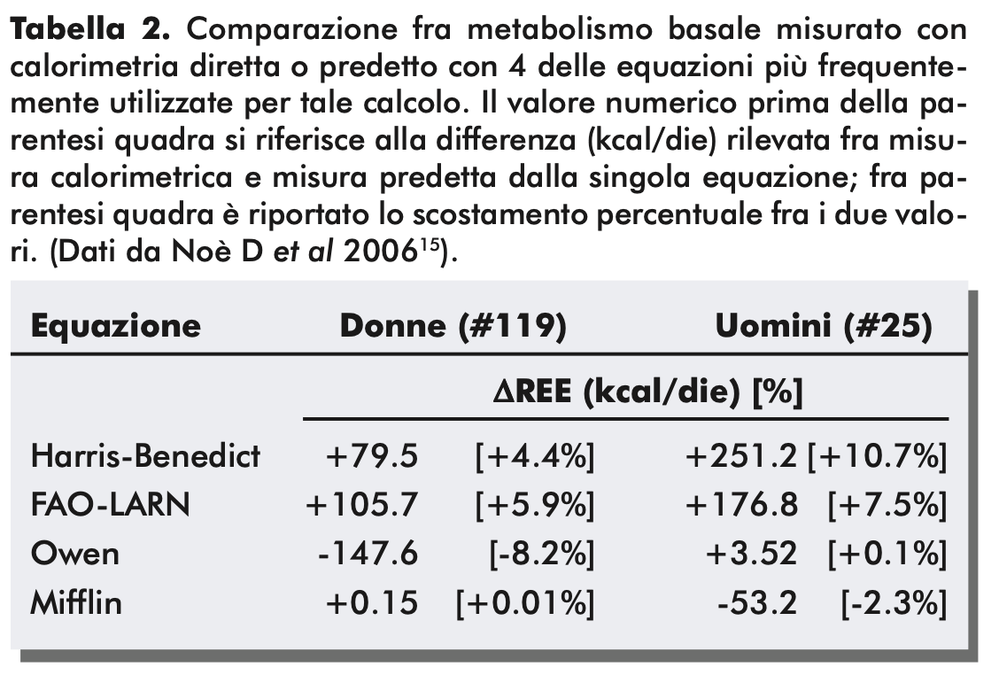 Tabella 2. Comparazione fra metabolismo basale misurato con
calorimetria diretta o predetto con 4 delle equazioni più frequente-
mente utilizzate per tale calcolo. Il valore numerico prima della pa-
rentesi quadra si riferisce alla differenza (kcal/die) rilevata fra misu-
ra calorimetrica e misura predetta dalla singola equazione; fra pa-
rentesi quadra è riportato lo scostamento percentuale fra i due valo-
ri. (Dati da Noè D et al 2006¹⁵).
Equazione Donne (#119) Uomini (#25)
ΔREE (kcal/die) [%]
Harris-Benedict +79.5 [+4.4%] +251.2 [+10.7%]
FAO-LARN +105.7 [+5.9%] +176.8 [+7.5%]
Owen -147.6 [-8.2%] +3.52 [+0.1%]
Mifflin +0.15 [+0.01%] -53.2 [-2.3%]